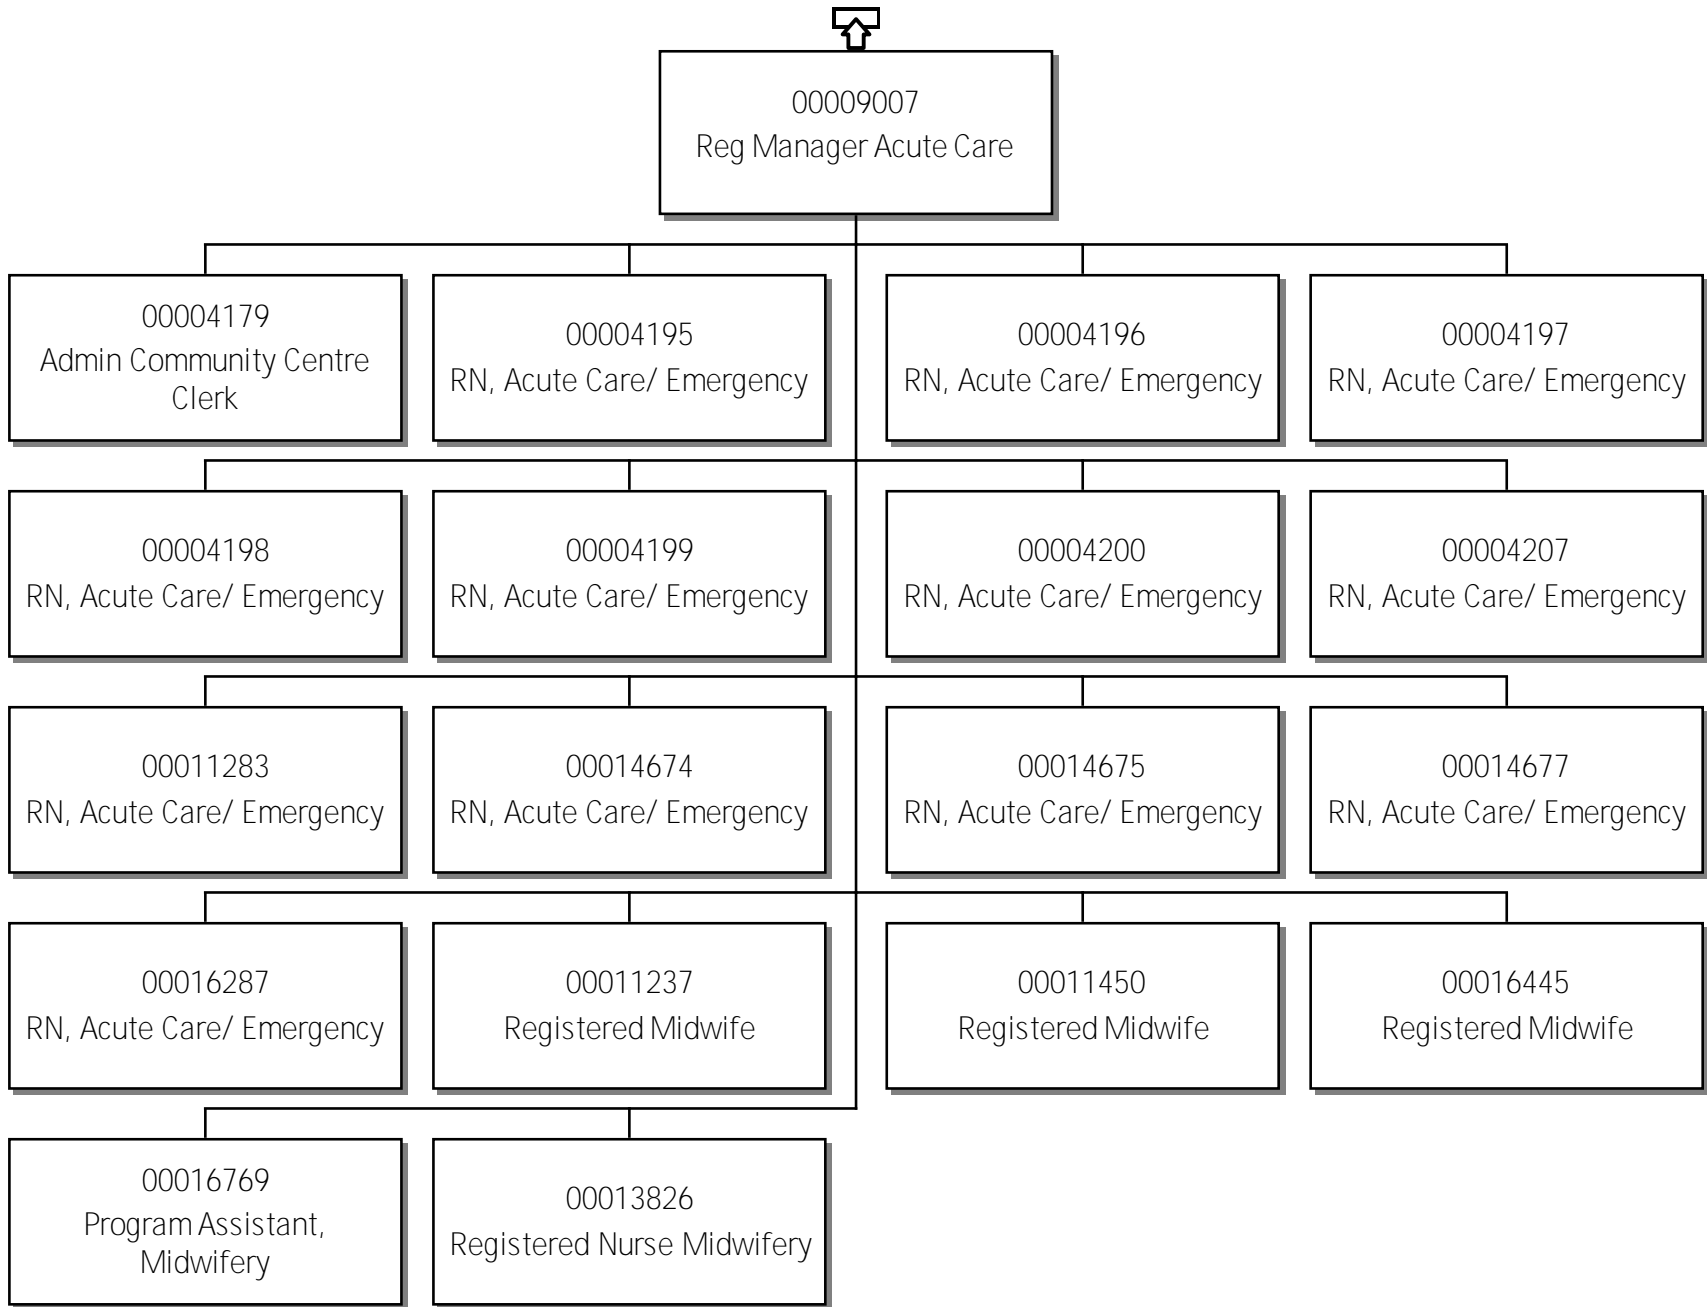 00009007
Reg Manager Acute Care
00004179
Admin Community Centre
Clerk
00004195
RN, Acute Care/ Emergency
00004196
RN, Acute Care/ Emergency
00004197
RN, Acute Care/ Emergency
00004198
RN, Acute Care/ Emergency
00004199
RN, Acute Care/ Emergency
00004200
RN, Acute Care/ Emergency
00004207
RN, Acute Care/ Emergency
00011283
RN, Acute Care/ Emergency
00014674
RN, Acute Care/ Emergency
00014675
RN, Acute Care/ Emergency
00014677
RN, Acute Care/ Emergency
00016287
RN, Acute Care/ Emergency
00011237
Registered Midwife
00011450
Registered Midwife
00016445
Registered Midwife
00016769
Program Assistant,
Midwifery
00013826
Registered Nurse Midwifery